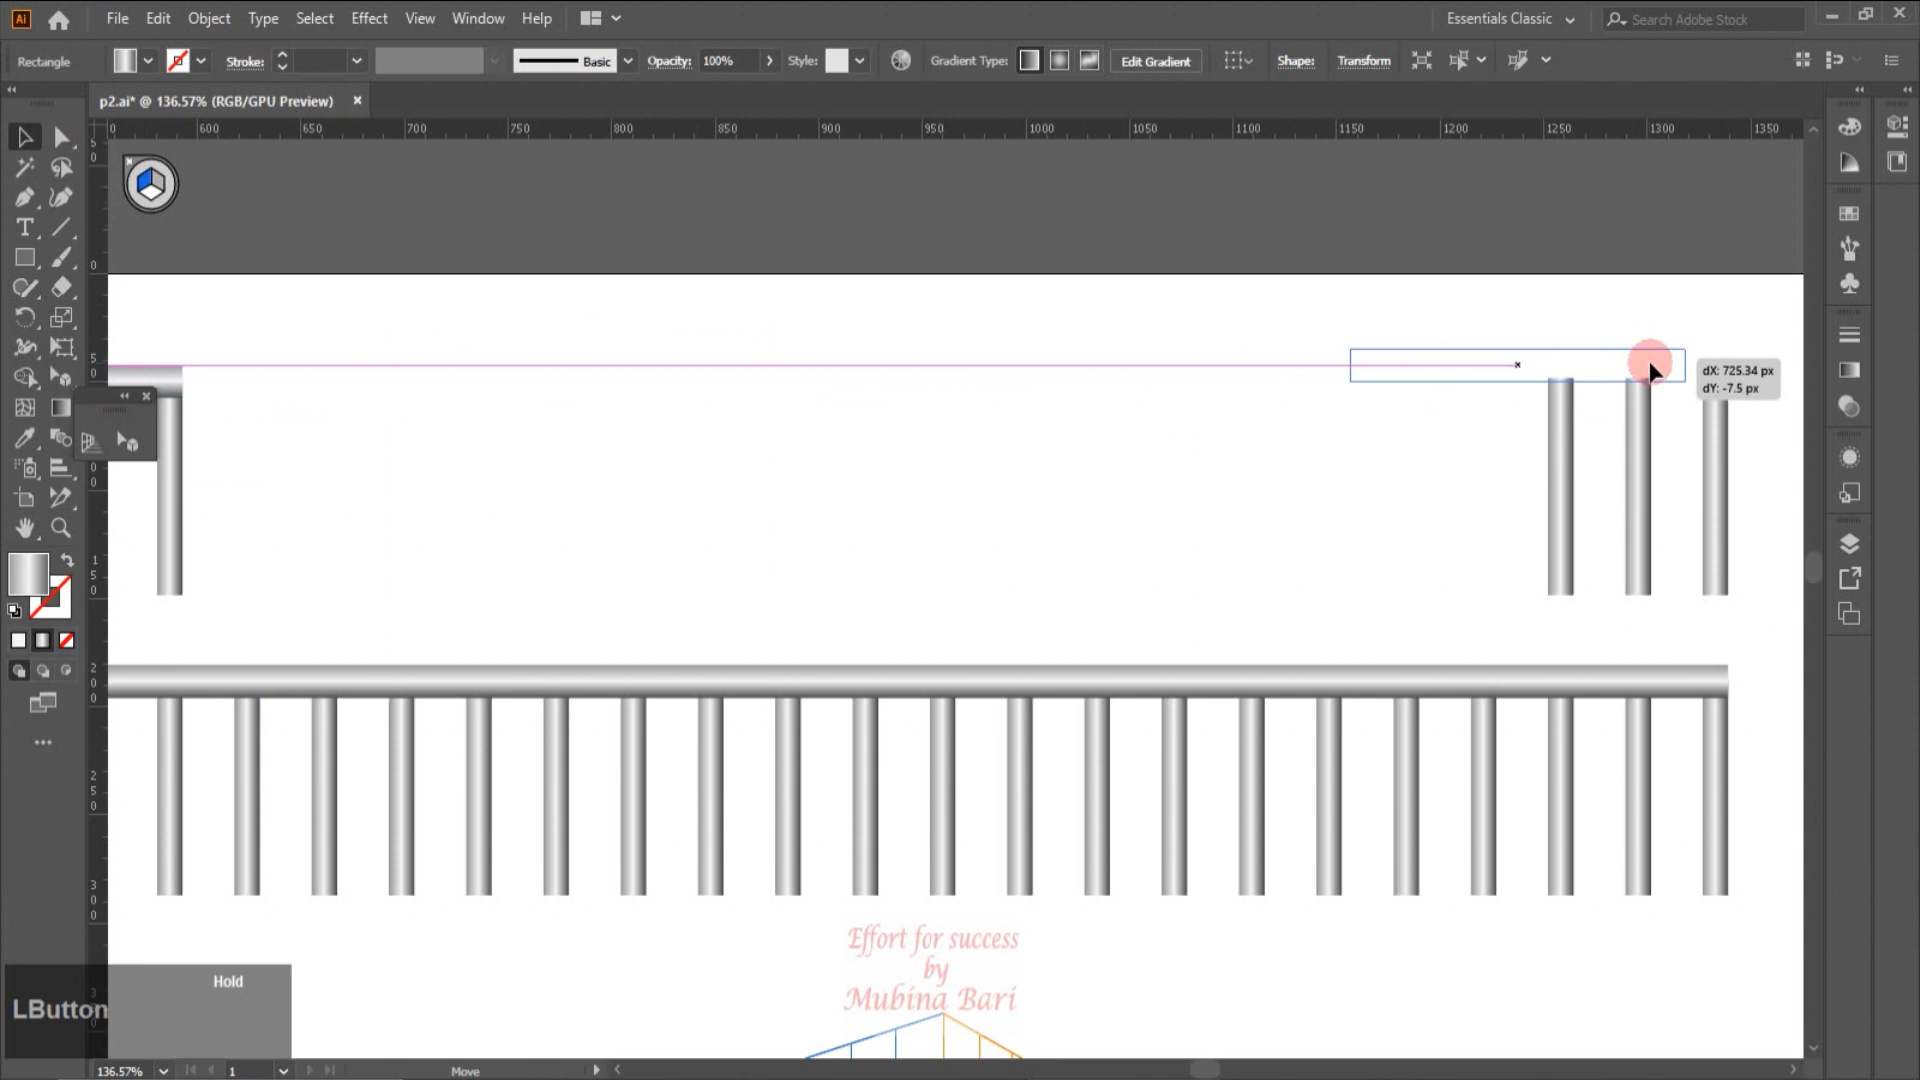 Ai File Edit Object Type Select Effect View Window Help Essentials Classic Search Adobe Stock
Rectangle Stroke: Basic Opacity: 100% Style: Gradient Type: Edit Gradient Shape: Transform
p2.ai* @ 136.57% (RGB/GPU Preview)
0 600 650 700 750 800 850 900 950 1000 1050 1100 1150 1200 1250 1300 1350
dX: 725.34 px
dY: -7.5 px
Effort for success
by
Mubina Bari
Hold
LButton
136.57% 1 Move